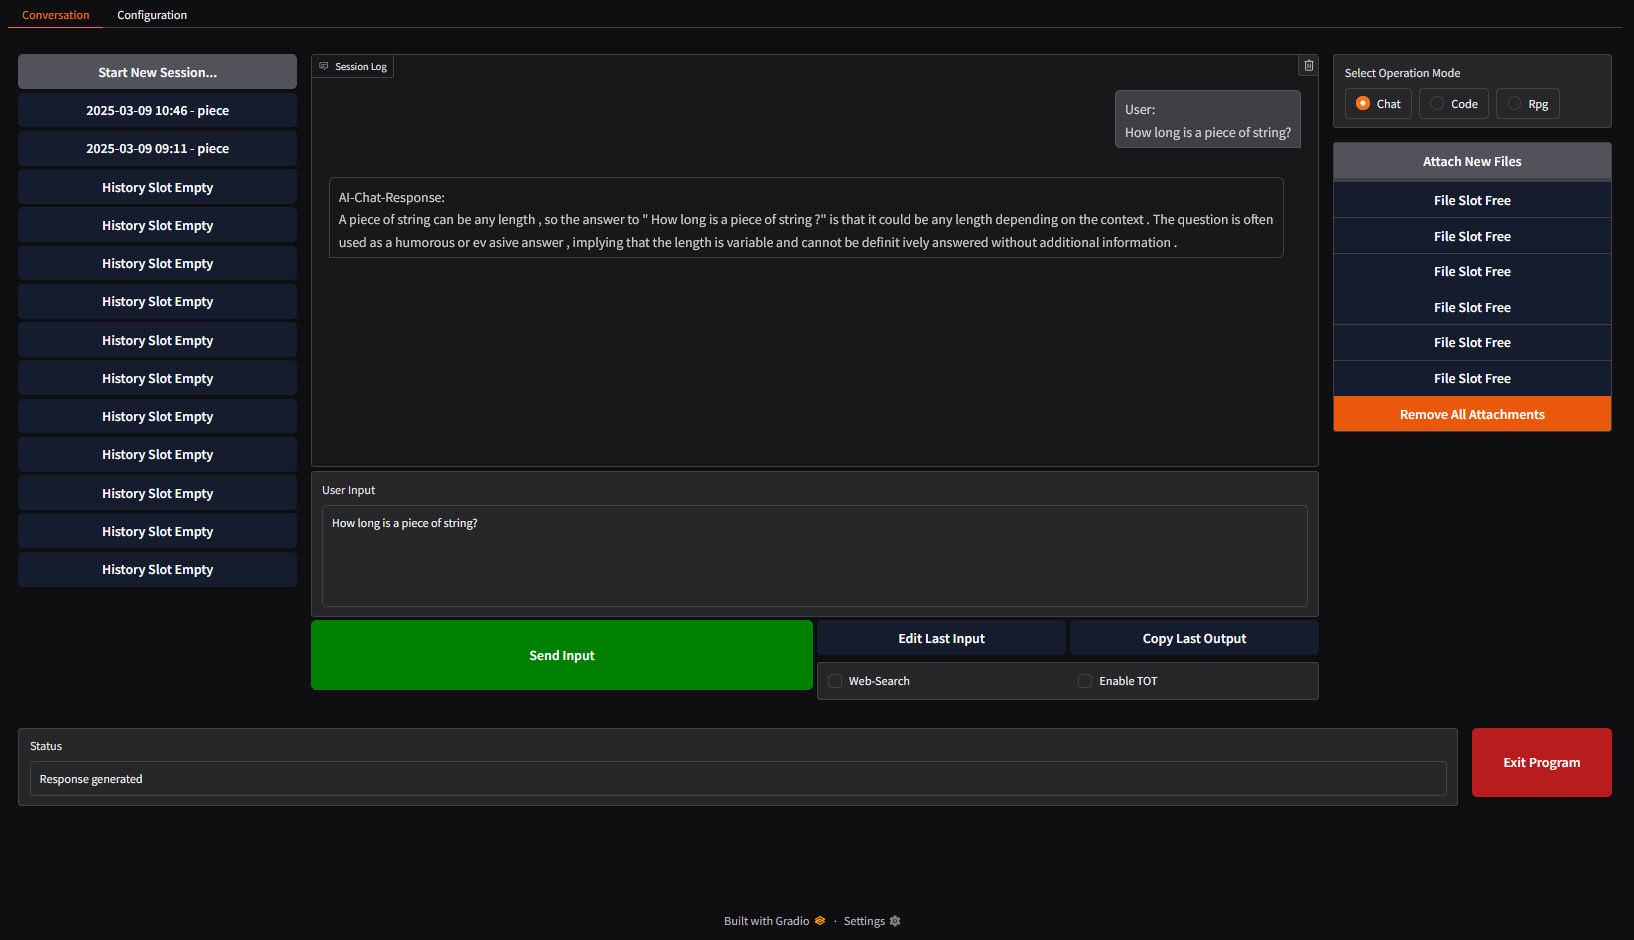 Conversation
Configuration
Start New Session...
2025-03-09 10:46 - piece
2025-03-09 09:11 - piece
History Slot Empty
History Slot Empty
History Slot Empty
History Slot Empty
History Slot Empty
History Slot Empty
History Slot Empty
History Slot Empty
History Slot Empty
History Slot Empty
History Slot Empty
Session Log
User:
How long is a piece of string?
AI-Chat-Response:
A piece of string can be any length , so the answer to " How long is a piece of string ?" is that it could be any length depending on the context . The question is often
used as a humorous or ev asive answer , implying that the length is variable and cannot be definit ively answered without additional information .
User Input
How long is a piece of string?
Send Input
Edit Last Input
Copy Last Output
Web-Search
Enable TOT
Select Operation Mode
Chat
Code
Rpg
Attach New Files
File Slot Free
File Slot Free
File Slot Free
File Slot Free
File Slot Free
File Slot Free
Remove All Attachments
Status
Response generated
Exit Program
Built with Gradio · Settings